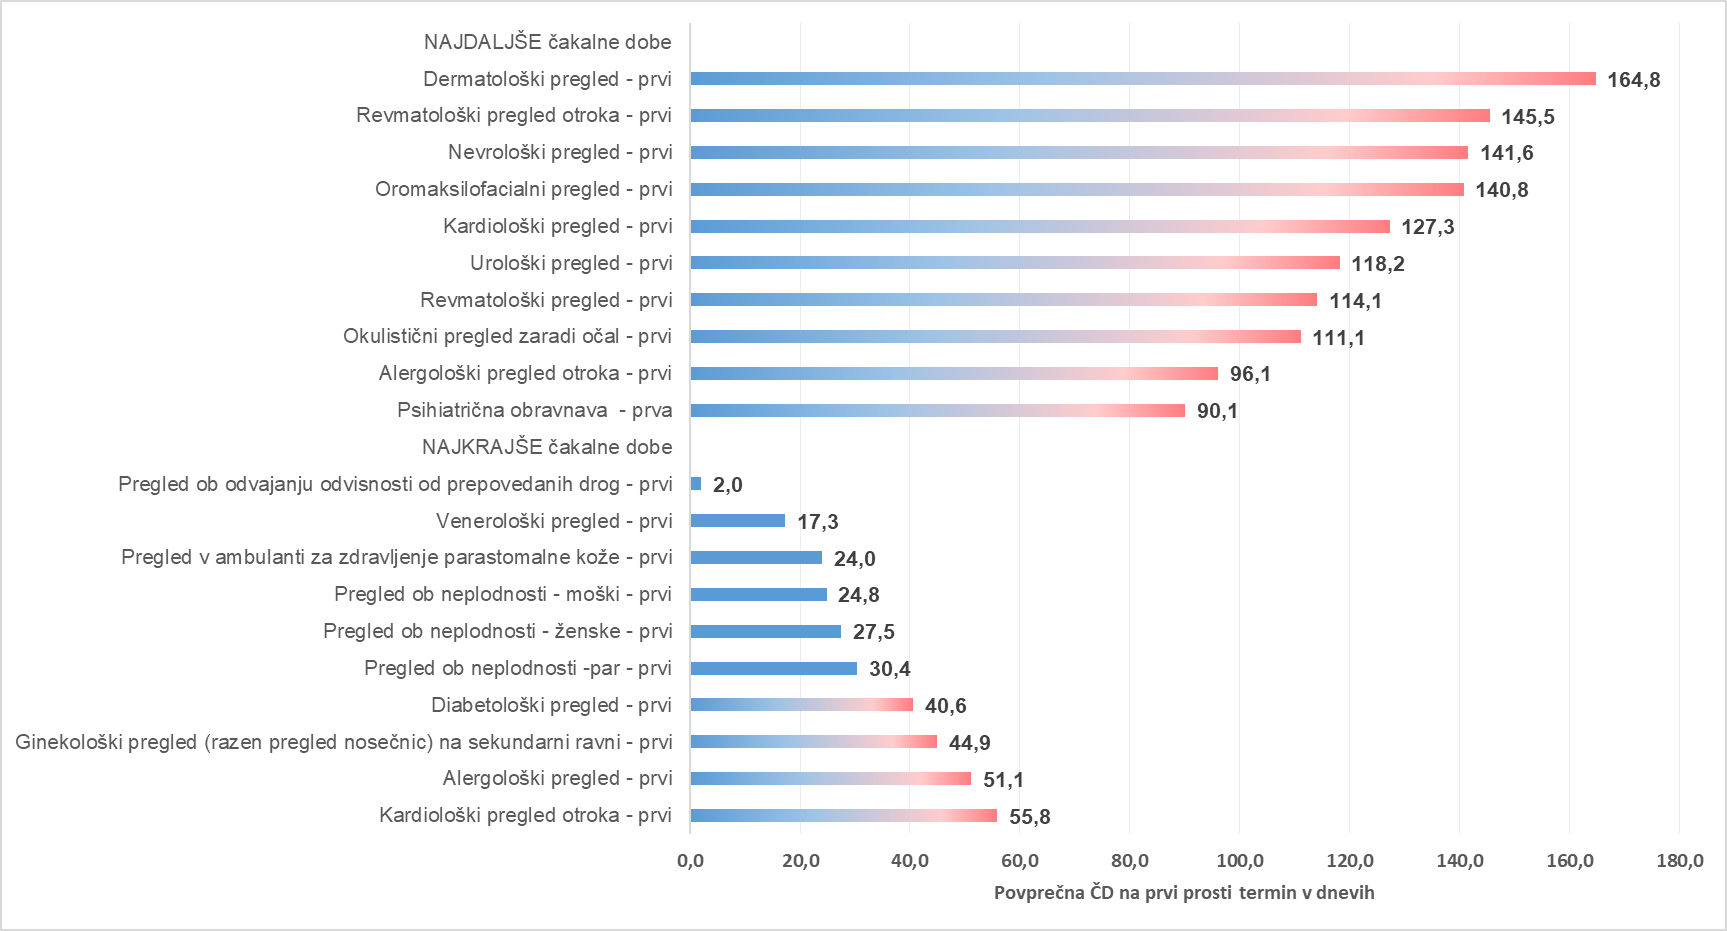 NAJDALJŠE čakalne dobe
Dermatološki pregled - prvi 164,8
Revmatološki pregled otroka - prvi 145,5
Nevrološki pregled - prvi 141,6
Oromaksilofacialni pregled - prvi 140,8
Kardiološki pregled - prvi 127,3
Urološki pregled - prvi 118,2
Revmatološki pregled - prvi 114,1
Okulistični pregled zaradi očal - prvi 111,1
Alergološki pregled otroka - prvi 96,1
Psihiatrična obravnava  - prva 90,1
NAJKRAJŠE čakalne dobe
Pregled ob odvajanju odvisnosti od prepovedanih drog - prvi 2,0
Venerološki pregled - prvi 17,3
Pregled v ambulanti za zdravljenje parastomalne kože - prvi 24,0
Pregled ob neplodnosti - moški - prvi 24,8
Pregled ob neplodnosti - ženske - prvi 27,5
Pregled ob neplodnosti -par - prvi 30,4
Diabetološki pregled - prvi 40,6
Ginekološki pregled (razen pregled nosečnic) na sekundarni ravni - prvi 44,9
Alergološki pregled - prvi 51,1
Kardiološki pregled otroka - prvi 55,8
0,0 20,0 40,0 60,0 80,0 100,0 120,0 140,0 160,0 180,0
Povprečna ČD na prvi prosti termin v dnevih